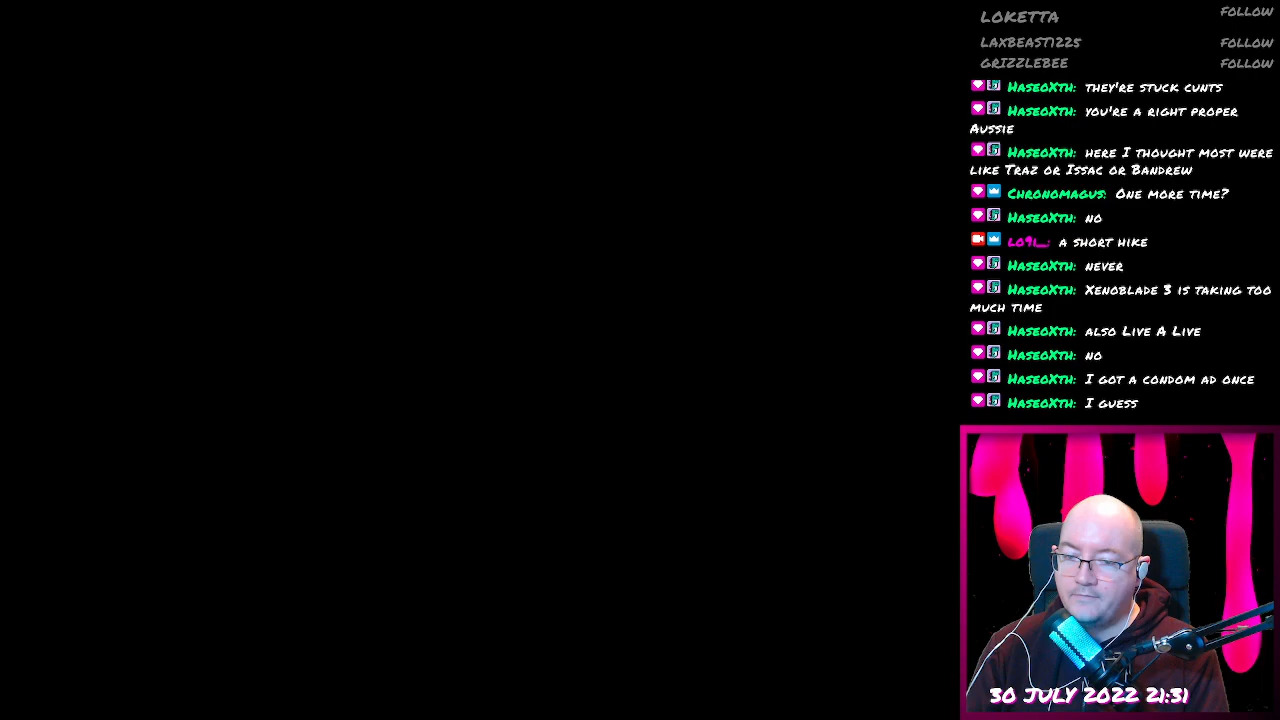 LOKETTA FOLLOW
LAXBEAST1225 FOLLOW
GRIZZLEBEE FOLLOW
HaseoXth: they're stuck cunts
HaseoXth: you're a right proper
Aussie
HaseoXth: here I thought most were
like Traz or Issac or Bandrew
Chronomagus: One more time?
HaseoXth: no
lo91_: a short hike
HaseoXth: never
HaseoXth: Xenoblade 3 is taking too
much time
HaseoXth: also Live A Live
HaseoXth: no
HaseoXth: I got a condom ad once
HaseoXth: I guess
30 JULY 2022 21:31